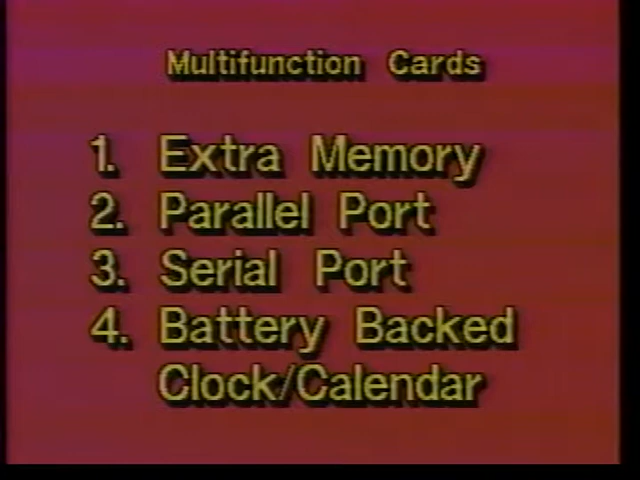 Multifunction Cards
1. Extra Memory
2. Parallel Port
3. Serial Port
4. Battery Backed
Clock/Calendar